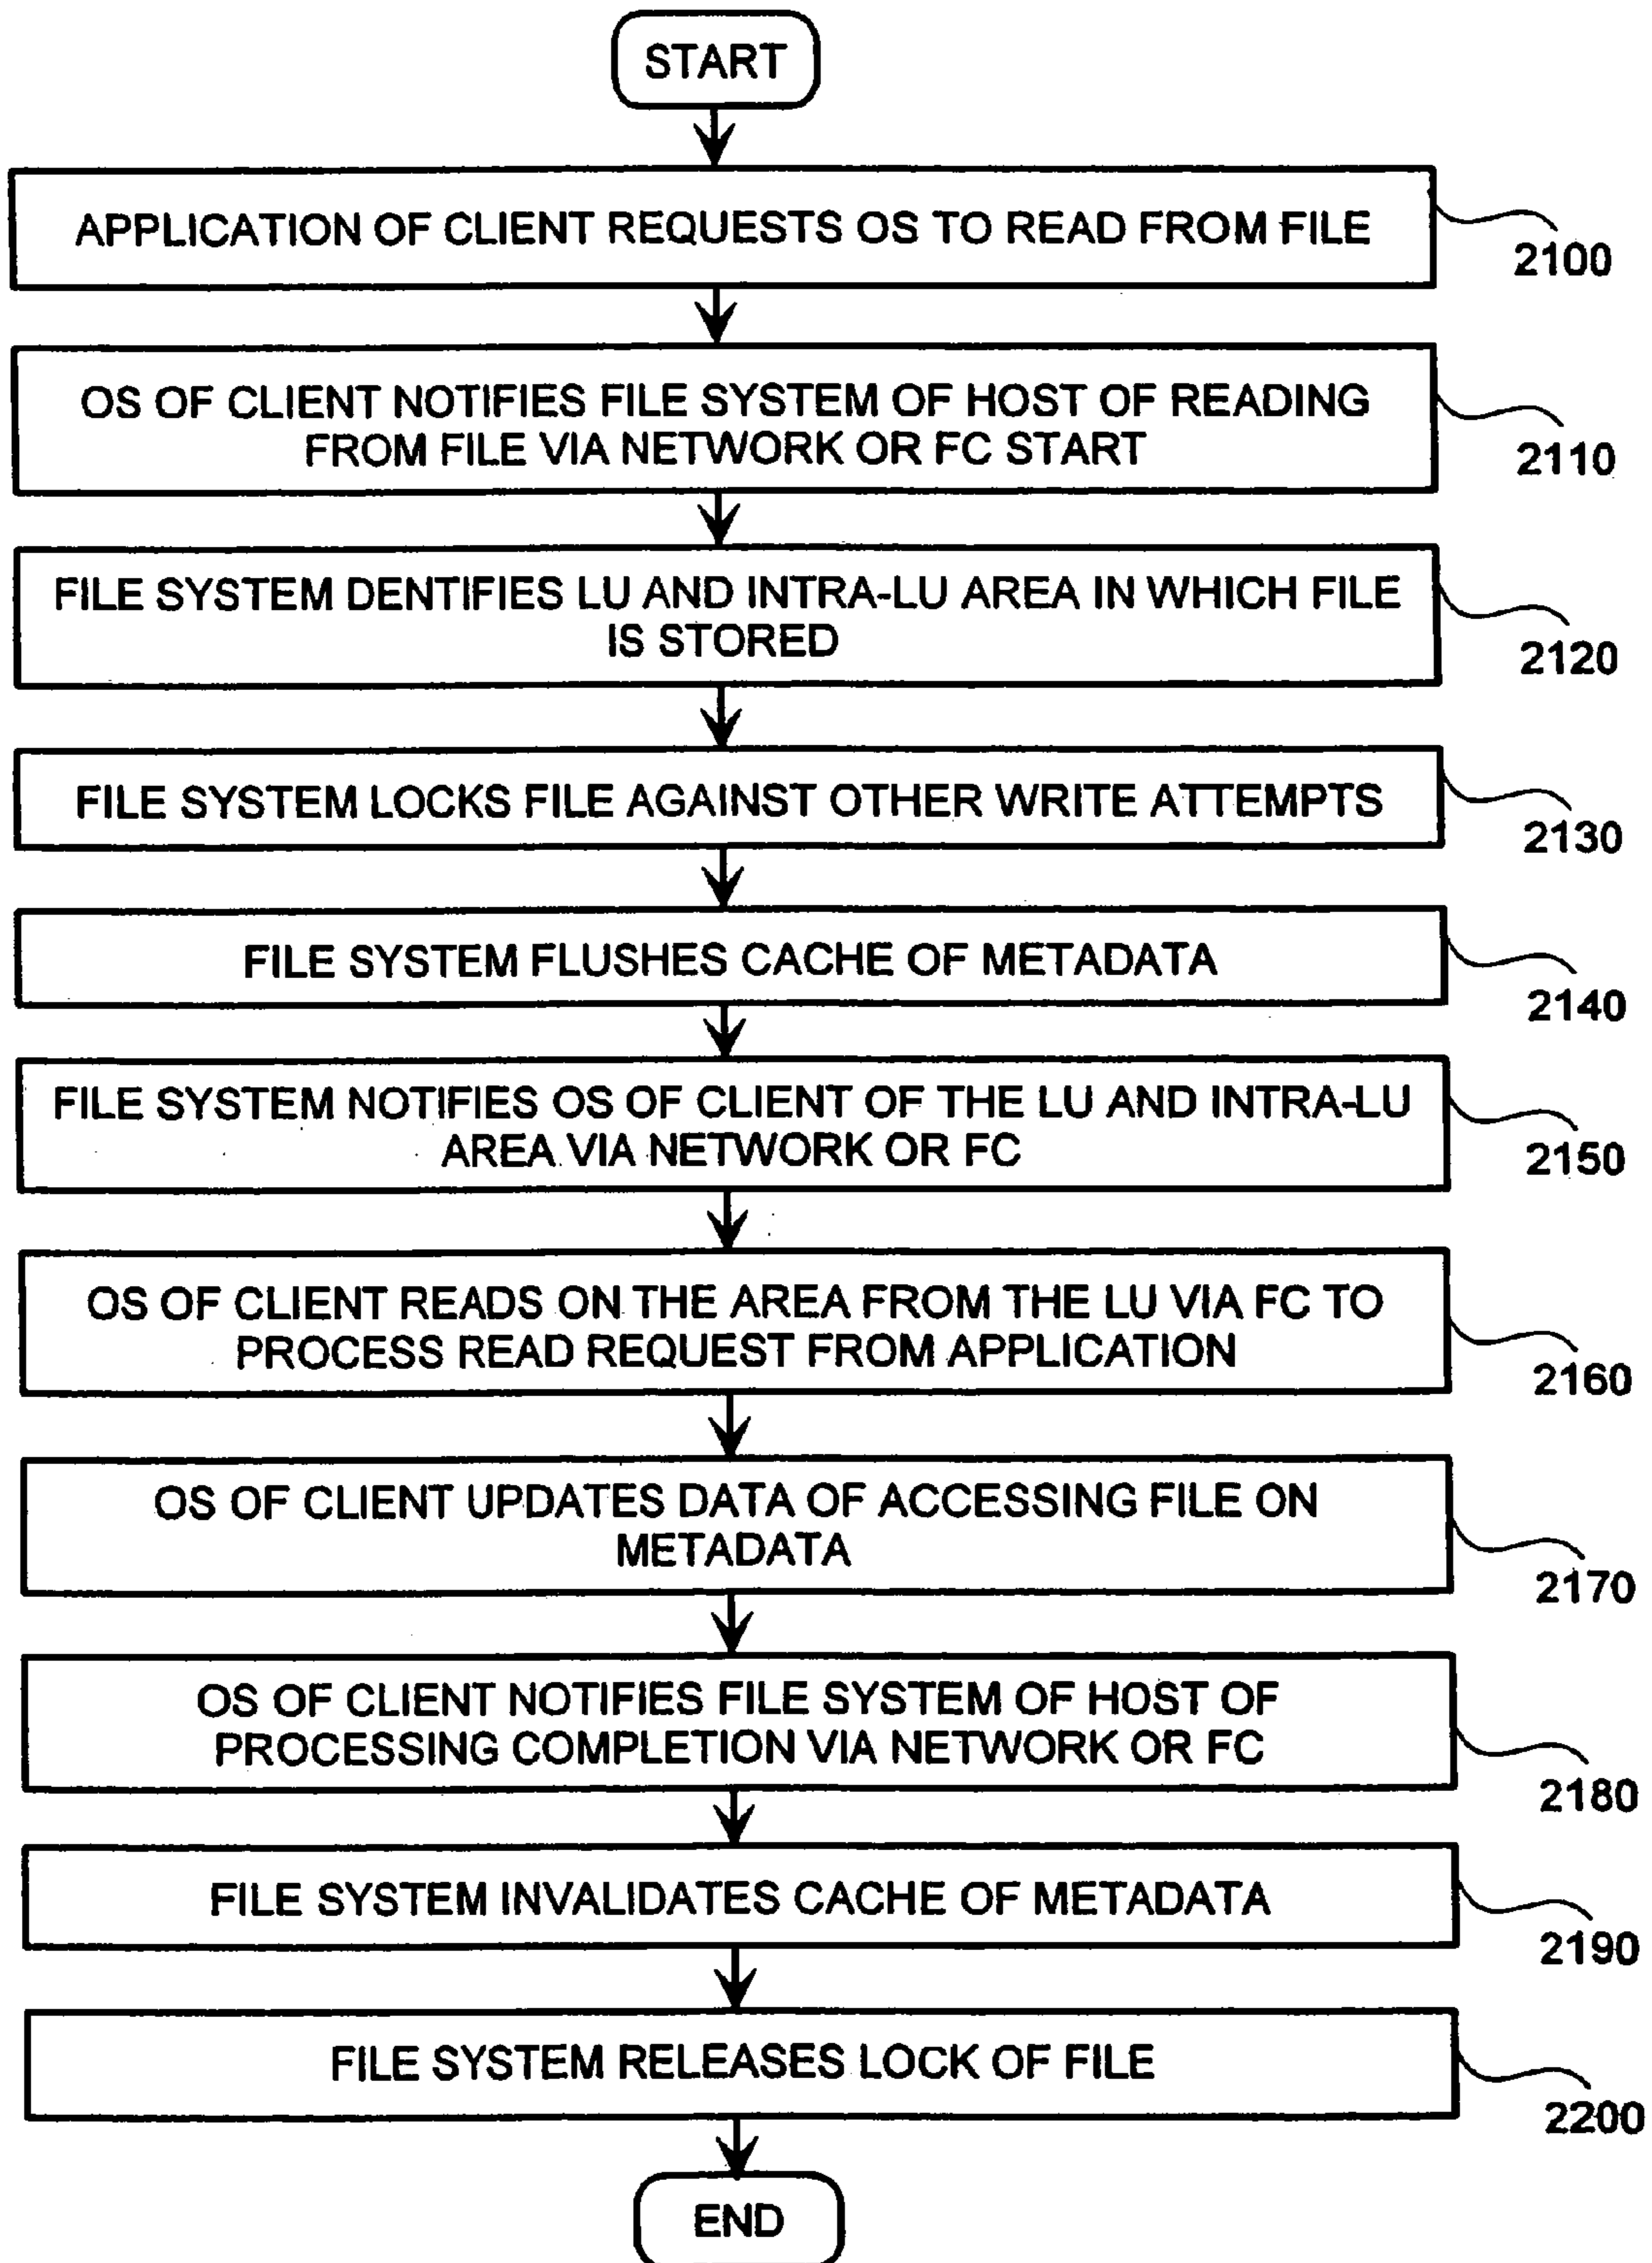 START
APPLICATION OF CLIENT REQUESTS OS TO READ FROM FILE
2100
OS OF CLIENT NOTIFIES FILE SYSTEM OF HOST OF READING
FROM FILE VIA NETWORK OR FC START
2110
FILE SYSTEM DENTIFIES LU AND INTRA-LU AREA IN WHICH FILE
IS STORED
2120
FILE SYSTEM LOCKS FILE AGAINST OTHER WRITE ATTEMPTS
2130
FILE SYSTEM FLUSHES CACHE OF METADATA
2140
FILE SYSTEM NOTIFIES OS OF CLIENT OF THE LU AND INTRA-LU
AREA VIA NETWORK OR FC
2150
OS OF CLIENT READS ON THE AREA FROM THE LU VIA FC TO
PROCESS READ REQUEST FROM APPLICATION
2160
OS OF CLIENT UPDATES DATA OF ACCESSING FILE ON
METADATA
2170
OS OF CLIENT NOTIFIES FILE SYSTEM OF HOST OF
PROCESSING COMPLETION VIA NETWORK OR FC
2180
FILE SYSTEM INVALIDATES CACHE OF METADATA
2190
FILE SYSTEM RELEASES LOCK OF FILE
2200
END